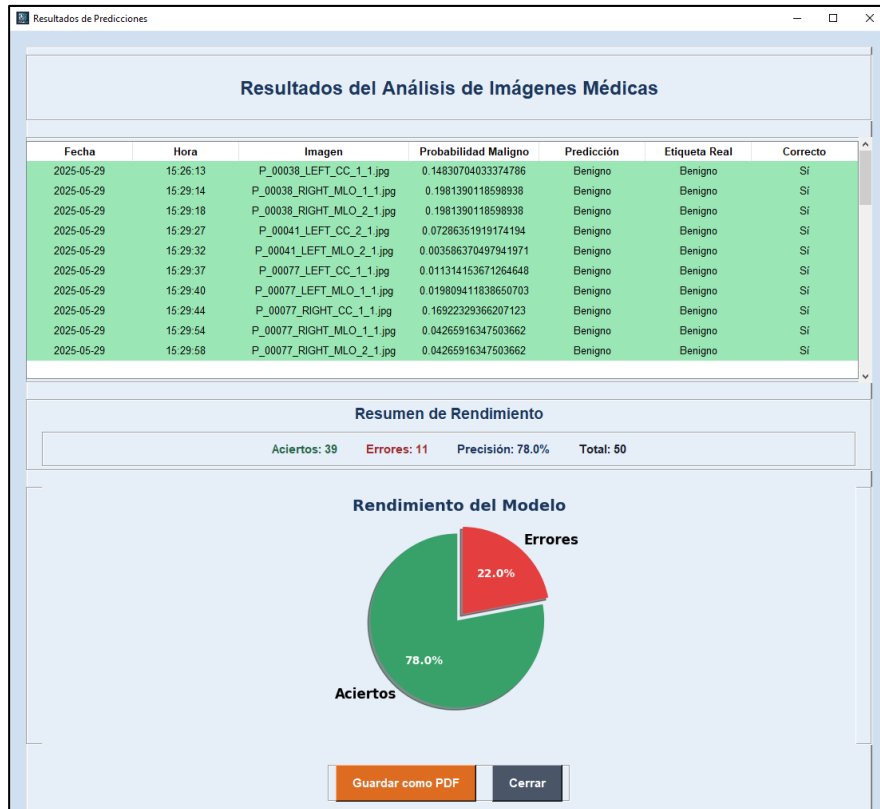 Resultados de Predicciones
Resultados del Análisis de Imágenes Médicas
Fecha Hora Imagen Probabilidad Maligno Predicción Etiqueta Real Correcto
2025-05-29 15:26:13 P_00038_LEFT_CC_1_1.jpg 0.14830704033374786 Benigno Benigno Sí
2025-05-29 15:29:14 P_00038_RIGHT_MLO_1_1.jpg 0.1981390118598938 Benigno Benigno Sí
2025-05-29 15:29:18 P_00038_RIGHT_MLO_2_1.jpg 0.1981390118598938 Benigno Benigno Sí
2025-05-29 15:29:27 P_00041_LEFT_CC_2_1.jpg 0.07286351919174194 Benigno Benigno Sí
2025-05-29 15:29:32 P_00041_LEFT_MLO_2_1.jpg 0.003586370497941971 Benigno Benigno Sí
2025-05-29 15:29:37 P_00077_LEFT_CC_1_1.jpg 0.011314153671264648 Benigno Benigno Sí
2025-05-29 15:29:40 P_00077_LEFT_MLO_1_1.jpg 0.019809411838650703 Benigno Benigno Sí
2025-05-29 15:29:44 P_00077_RIGHT_CC_1_1.jpg 0.16922329366207123 Benigno Benigno Sí
2025-05-29 15:29:54 P_00077_RIGHT_MLO_1_1.jpg 0.04265916347503662 Benigno Benigno Sí
2025-05-29 15:29:58 P_00077_RIGHT_MLO_2_1.jpg 0.04265916347503662 Benigno Benigno Sí
Resumen de Rendimiento
Aciertos: 39 Errores: 11 Precisión: 78.0% Total: 50
Rendimiento del Modelo
Errores
22.0%
78.0%
Aciertos
Guardar como PDF Cerrar